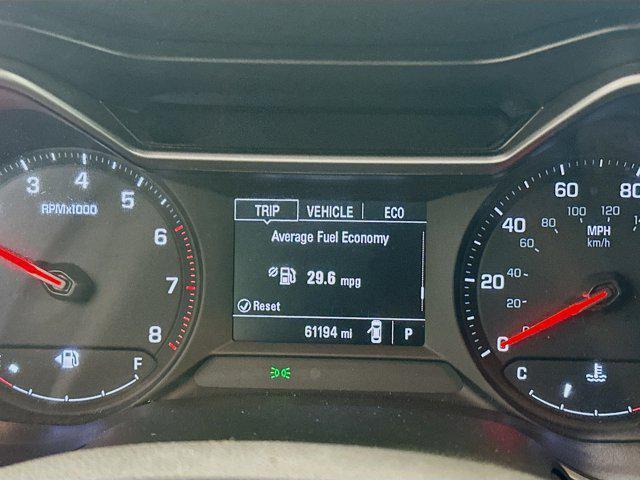 3 4 5 6 7 8
RPMx1000
F
TRIP VEHICLE ECO
Average Fuel Economy
29.6 mpg
Reset
61194 mi P
0 20 40 60 80
20 40 60 80 100 120
MPH
km/h
C